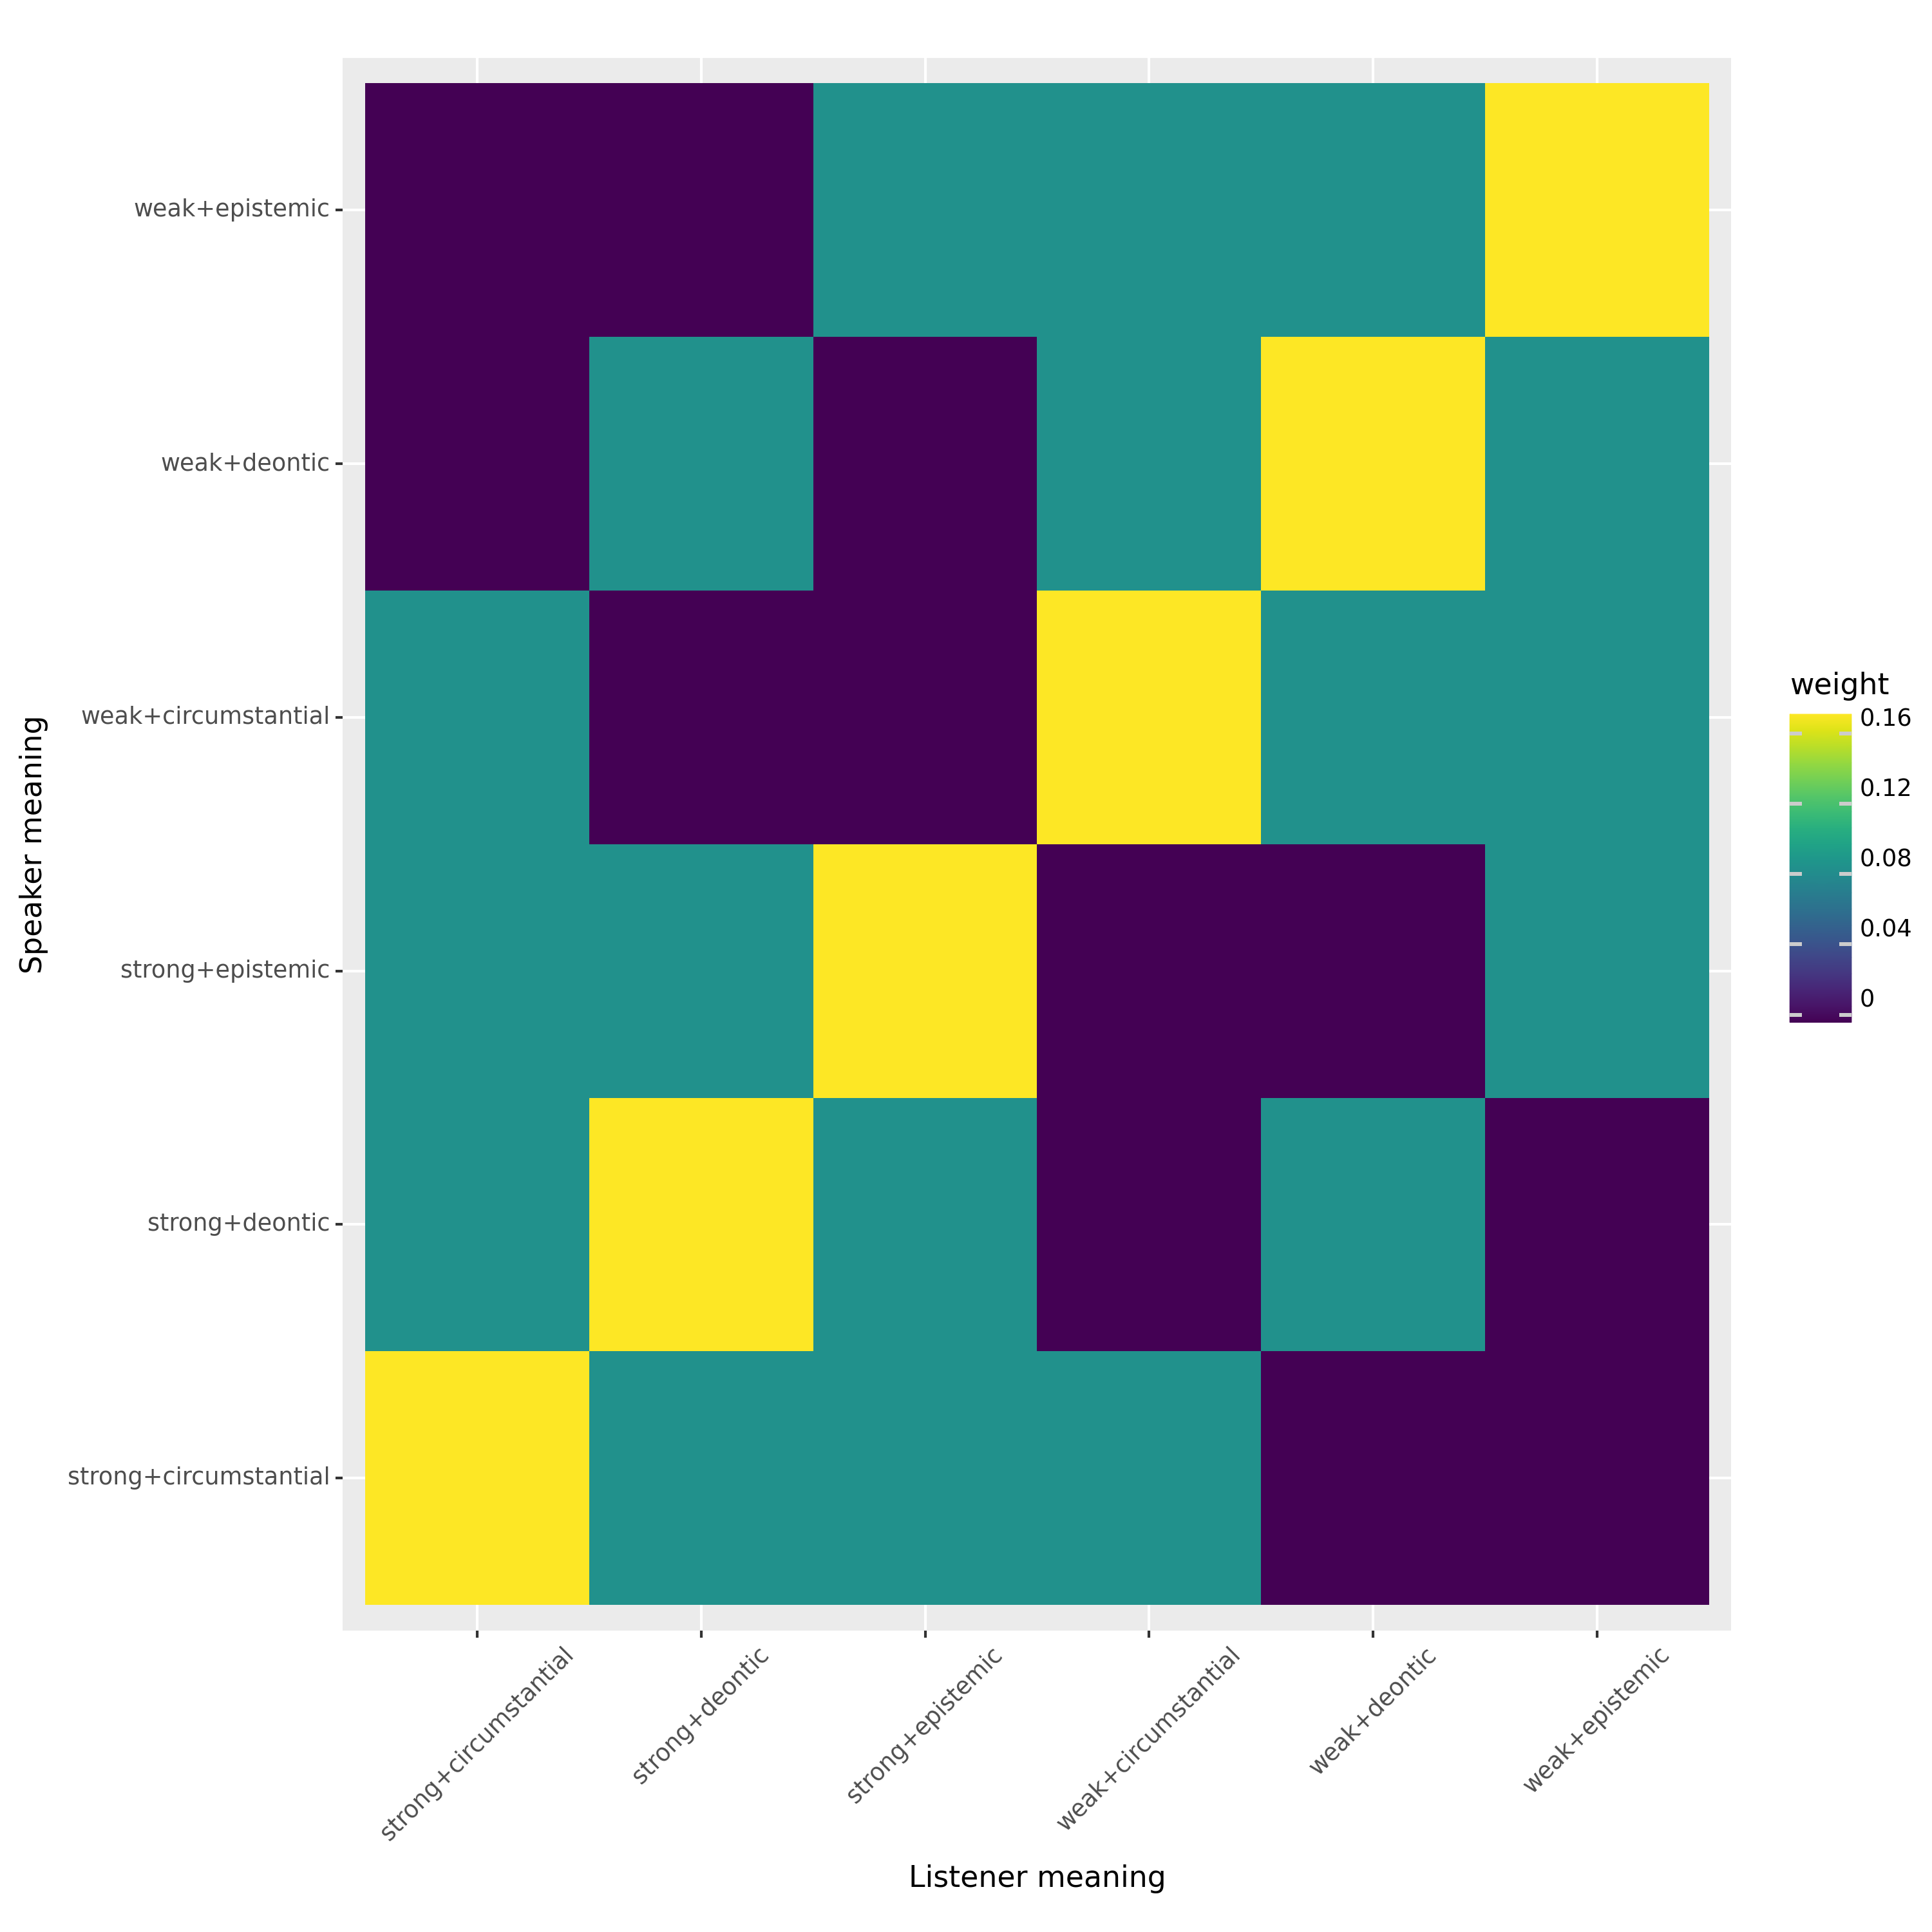 weak+epistemic
weak+deontic
weak+circumstantial
strong+epistemic
strong+deontic
strong+circumstantial
Speaker meaning
strong+circumstantial
strong+deontic
strong+epistemic
weak+circumstantial
weak+deontic
weak+epistemic
Listener meaning
weight
0.16
0.12
0.08
0.04
0